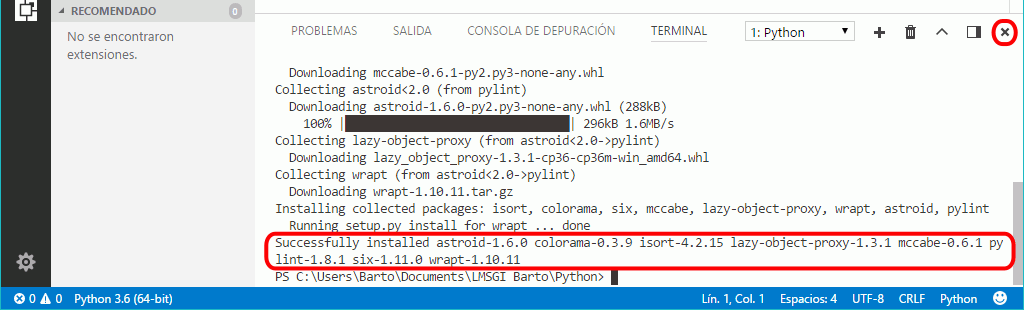 RECOMENDADO 0
No se encontraron
extensiones.
PROBLEMAS SALIDA CONSOLA DE DEPURACIÓN TERMINAL 1: Python
Downloading mccabe-0.6.1-py2.py3-none-any.whl
Collecting astroid<2.0 (from pylint)
Downloading astroid-1.6.0-py2.py3-none-any.whl (288kB)
100% |████████████████████████████████| 296kB 1.6MB/s
Collecting lazy-object-proxy (from astroid<2.0->pylint)
Downloading lazy_object_proxy-1.3.1-cp36-cp36m-win_amd64.whl
Collecting wrapt (from astroid<2.0->pylint)
Downloading wrapt-1.10.11.tar.gz
Installing collected packages: isort, colorama, six, mccabe, lazy-object-proxy, wrapt, astroid, pylint
Running setup.py install for wrapt ... done
Successfully installed astroid-1.6.0 colorama-0.3.9 isort-4.2.15 lazy-object-proxy-1.3.1 mccabe-0.6.1 py
lint-1.8.1 six-1.11.0 wrapt-1.10.11
PS C:\Users\Barto\Documents\LMSGI Barto\Python>
0 0 Python 3.6 (64-bit) Lín. 1, Col. 1 Espacios: 4 UTF-8 CRLF Python